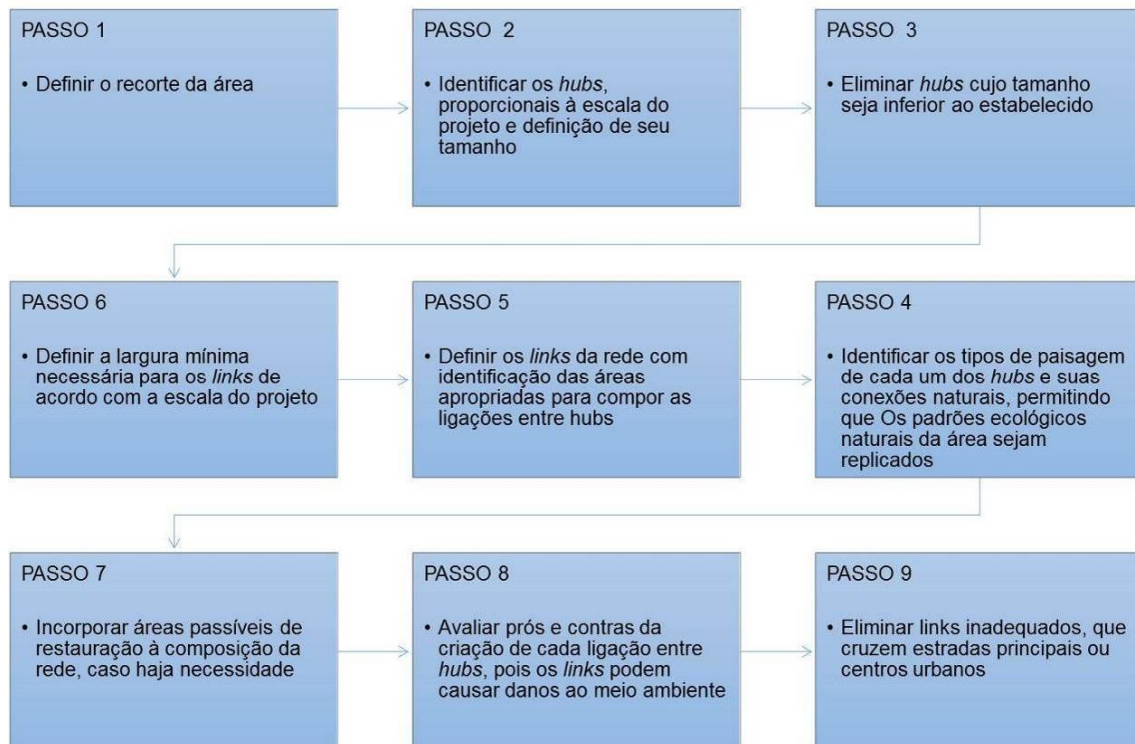 PASSO 1
• Definir o recorte da área
PASSO 2
• Identificar os hubs,
proporcionais à escala do
projeto e definição de seu
tamanho
PASSO 3
• Eliminar hubs cujo tamanho
seja inferior ao estabelecido
PASSO 6
• Definir a largura mínima
necessária para os links de
acordo com a escala do projeto
PASSO 5
• Definir os links da rede com
identificação das áreas
apropriadas para compor as
ligações entre hubs
PASSO 4
• Identificar os tipos de paisagem
de cada um dos hubs e suas
conexões naturais, permitindo
que Os padrões ecológicos
naturais da área sejam
replicados
PASSO 7
• Incorporar áreas passíveis de
restauração à composição da
rede, caso haja necessidade
PASSO 8
• Avaliar prós e contras da
criação de cada ligação entre
hubs, pois os links podem
causar danos ao meio ambiente
PASSO 9
• Eliminar links inadequados, que
cruzem estradas principais ou
centros urbanos